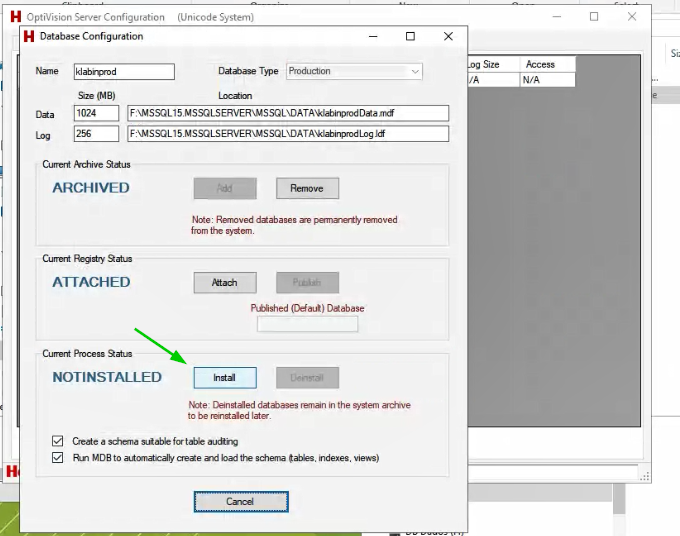 OptiVision Server Configuration (Unicode System)
Database Configuration
Name klabinprod Database Type Production
Log Size Access
N/A
Size (MB) Location
Data 1024 F:\MSSQL15.MSSQLSERVER\MSSQL\DATA\klabinprodData.mdf
Log 256 F:\MSSQL15.MSSQLSERVER\MSSQL\DATA\klabinprodLog.ldf
Current Archive Status
ARCHIVED Add Remove
Note: Removed databases are permanently removed
from the system.
Current Registry Status
ATTACHED Attach Publish
Published (Default) Database
Current Process Status
NOTINSTALLED Install Deinstall
Note: Deinstalled databases remain in the system archive
to be reinstalled later.
Create a schema suitable for table auditing
Run MDB to automatically create and load the schema (tables, indexes, views)
Cancel